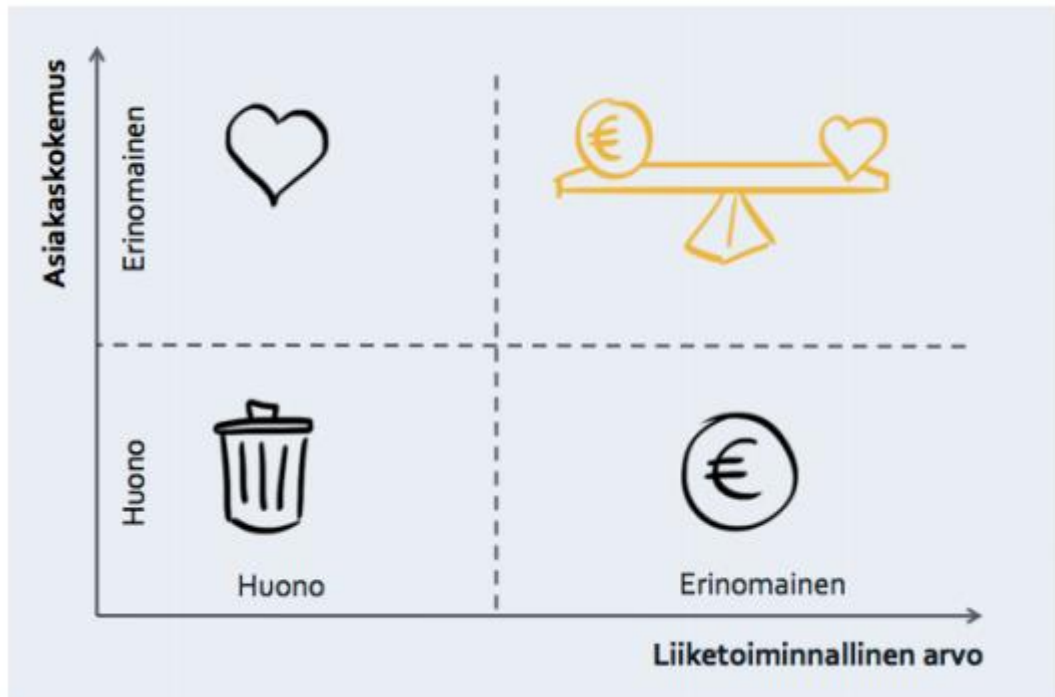 Asiakaskokemus
Erinomainen
€
Huono
€
Huono
Erinomainen
Liiketoiminnallinen arvo